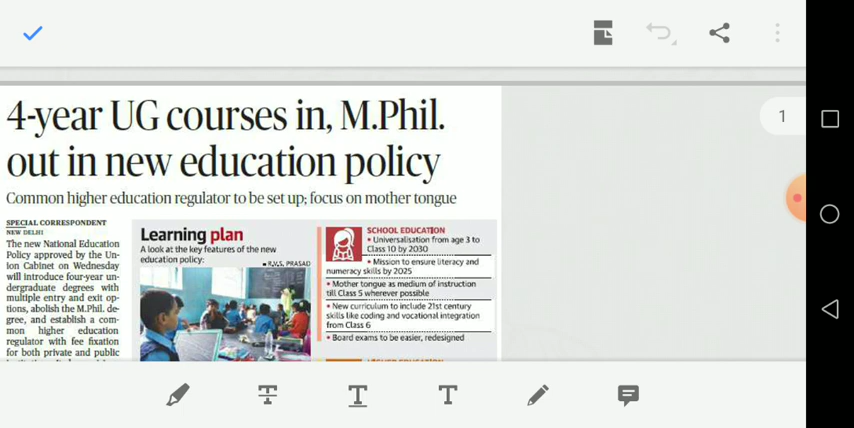 4-year UG courses in, M.Phil.
out in new education policy
Common higher education regulator to be set up; focus on mother tongue
SPECIAL CORRESPONDENT
NEW DELHI
The new National Education
Policy approved by the Un-
ion Cabinet on Wednesday
will introduce four-year un-
dergraduate degrees with
multiple entry and exit op-
tions, abolish the M.Phil. de-
gree, and establish a com-
mon higher education
regulator with fee fixation
for both private and public
Learning plan
A look at the key features of the new
education policy:
■ R.V.S. PRASAD
SCHOOL EDUCATION
• Universalisation from age 3 to
Class 10 by 2030
• Mission to ensure literacy and
numeracy skills by 2025
• Mother tongue as medium of instruction
till Class 5 wherever possible
• New curriculum to include 21st century
skills like coding and vocational integration
from Class 6
• Board exams to be easier, redesigned
1
T
T
T